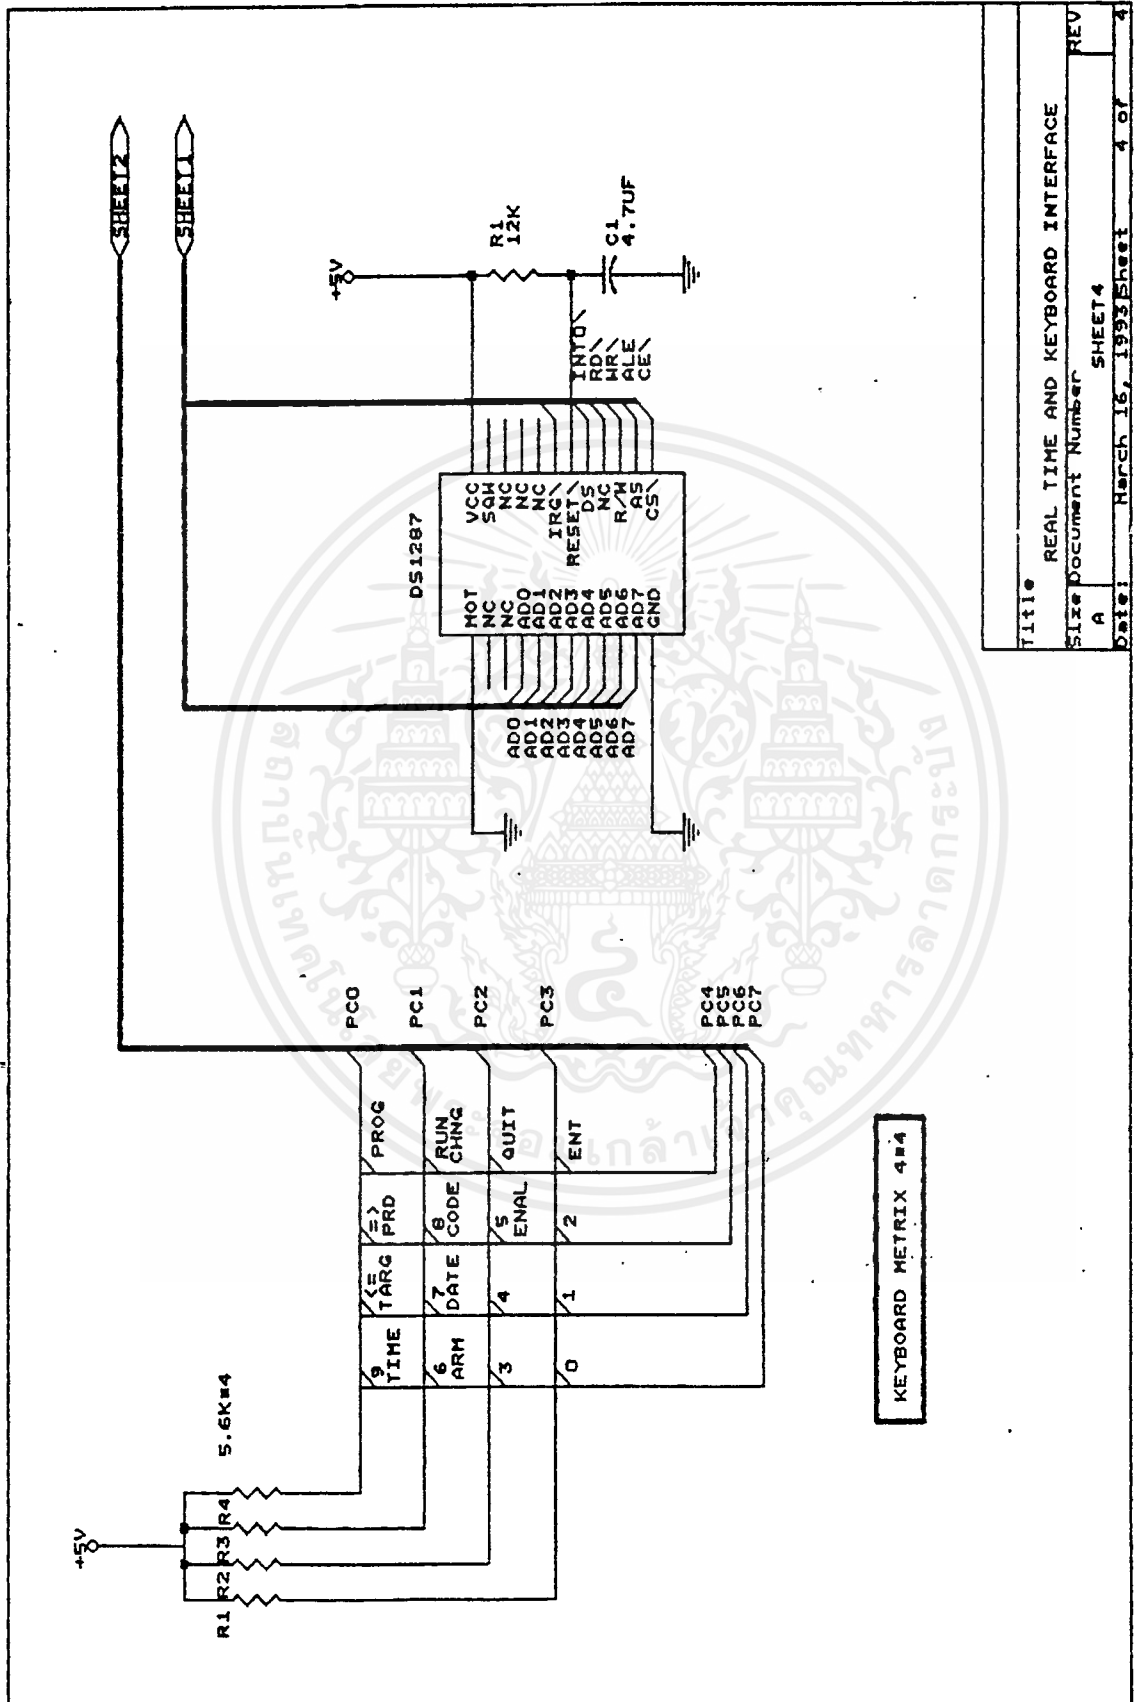 +5V
R1 R2 R3 R4 5.6K*4
9
TIME
<=
TARG
=>
PRD
PROG
PC0
6
ARM
7
DATE
8
CODE
RUN
CHNG
PC1
3
4
5
ENAL
QUIT
PC2
0
1
2
ENT
PC3
PC4
PC5
PC6
PC7
KEYBOARD METRIX 4*4
SHEET2
SHEET1
DS1287
AD0
AD1
AD2
AD3
AD4
AD5
AD6
AD7
MOT VCC
NC SQW
NC NC
AD0 NC
AD1 NC
AD2 IRG\
AD3 RESET\
AD4 DS
AD5 NC
AD6 R/W
AD7 AS
GND CS\
INT0\
RD\
WR\
ALE
CE\
+5V
R1
12K
C1
4.7UF
Title
REAL TIME AND KEYBOARD INTERFACE
Size Document Number REV
A SHEET4
Date: March 16, 1993 Sheet 4 of 4